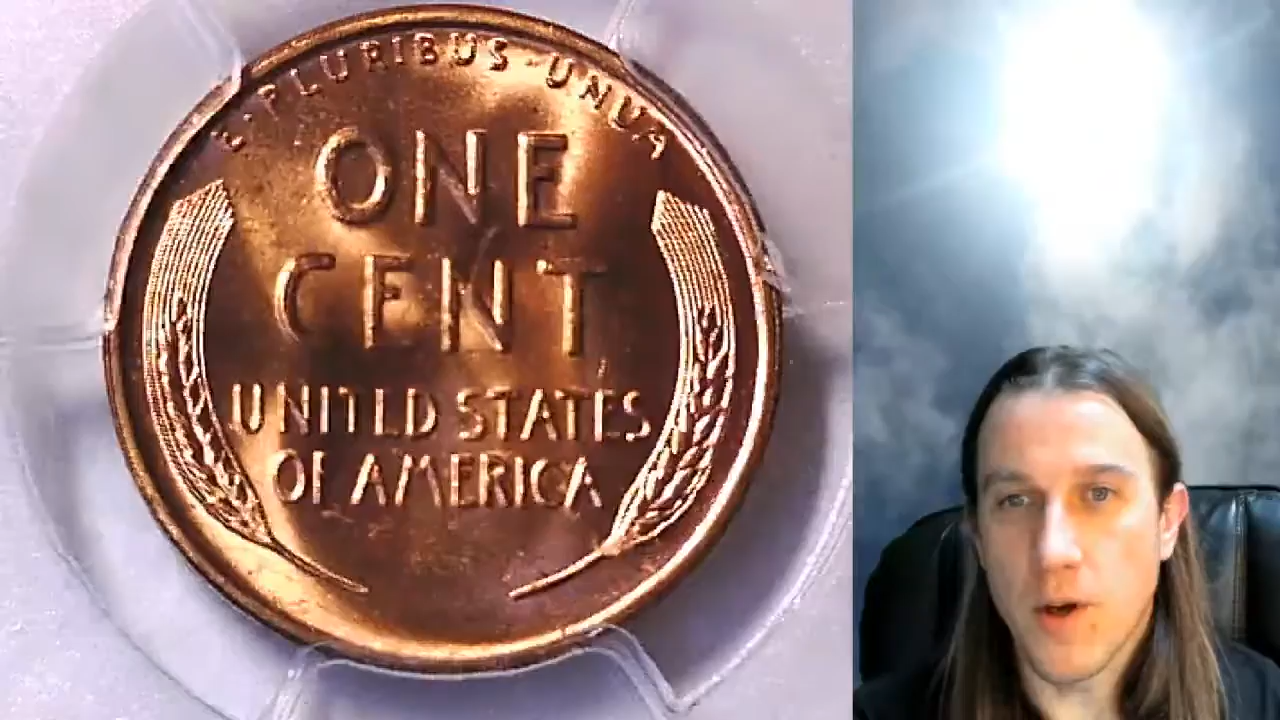 E · PLURIBUS · UNUM
ONE
CENT
UNITED STATES
OF AMERICA